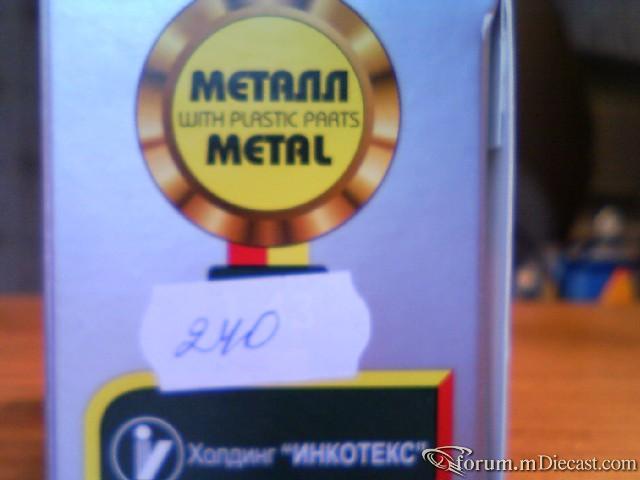 МЕТАЛЛ
WITH PLASTIC PARTS
METAL
240
Холдинг "ИНКОТЕКС"
forum.mDiecast.com